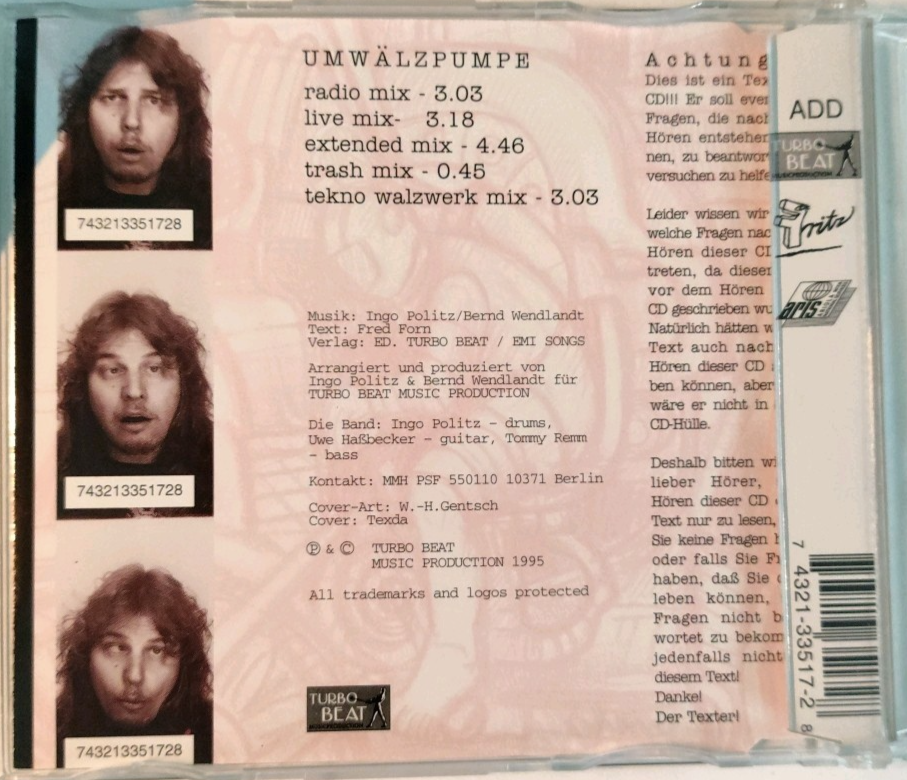 743213351728
743213351728
743213351728
UMWÄLZPUMPE
radio mix - 3.03
live mix- 3.18
extended mix - 4.46
trash mix - 0.45
tekno walzwerk mix - 3.03
Musik: Ingo Politz/Bernd Wendlandt
Text: Fred Forn
Verlag: ED. TURBO BEAT / EMI SONGS
Arrangiert und produziert von
Ingo Politz & Bernd Wendlandt für
TURBO BEAT MUSIC PRODUCTION
Die Band: Ingo Politz - drums,
Uwe Haßbecker - guitar, Tommy Remm
- bass
Kontakt: MMH PSF 550110 10371 Berlin
Cover-Art: W.-H.Gentsch
Cover: Texda
℗ & © TURBO BEAT
MUSIC PRODUCTION 1995
All trademarks and logos protected
TURBO
BEAT
MUSIC PRODUCTION
Achtung
Dies ist ein Tex
CD!!! Er soll even
Fragen, die nach
Hören entstehen
nen, zu beantwor
versuchen zu helfe
Leider wissen wir
welche Fragen nac
Hören dieser CD
treten, da dieser
vor dem Hören
CD geschrieben wu
Natürlich hätten w
Text auch nach
Hören dieser CD
ben können, aber
wäre er nicht in
CD-Hülle.
Deshalb bitten wi
lieber Hörer,
Hören dieser CD
Text nur zu lesen,
Sie keine Fragen h
oder falls Sie Fr
haben, daß Sie
leben können,
Fragen nicht b
wortet zu bekom
jedenfalls nicht
diesem Text!
Danke!
Der Texter!
ADD
TURBO
BEAT
MUSIC PRODUCTION
Fritz
aris
7 4321-33517-2 8